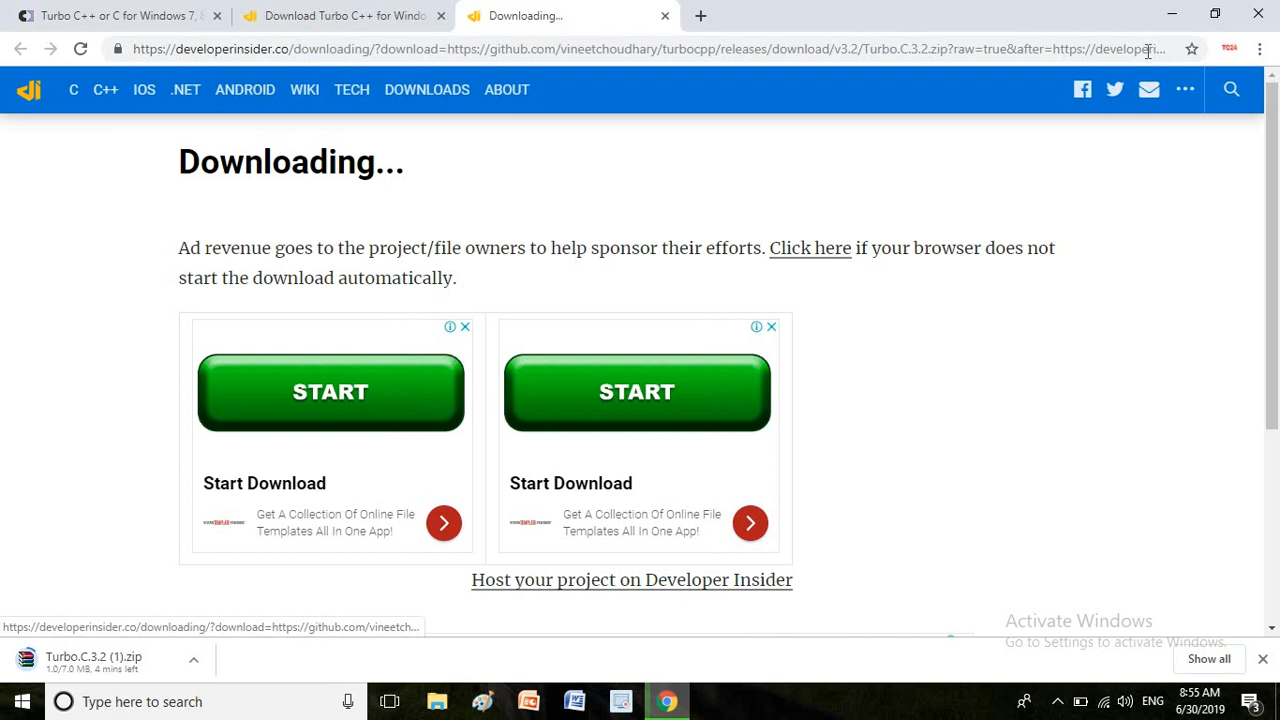 Turbo C++ or C for Windows 7, 8
Download Turbo C++ for Windo
Downloading...
https://developerinsider.co/downloading/?download=https://github.com/vineetchoudhary/turbocpp/releases/download/v3.2/Turbo.C.3.2.zip?raw=true&after=https://developeri...
C C++ IOS .NET ANDROID WIKI TECH DOWNLOADS ABOUT
Downloading...
Ad revenue goes to the project/file owners to help sponsor their efforts. Click here if your browser does not
start the download automatically.
START
START
Start Download
Start Download
Get A Collection Of Online File
Templates All In One App!
Get A Collection Of Online File
Templates All In One App!
Host your project on Developer Insider
Activate Windows
Go to Settings to activate Windows.
https://developerinsider.co/downloading/?download=https://github.com/vineetch...
Turbo.C.3.2 (1).zip
1.0/7.0 MB, 4 mins left
Show all
Type here to search
ENG
8:55 AM
6/30/2019
3